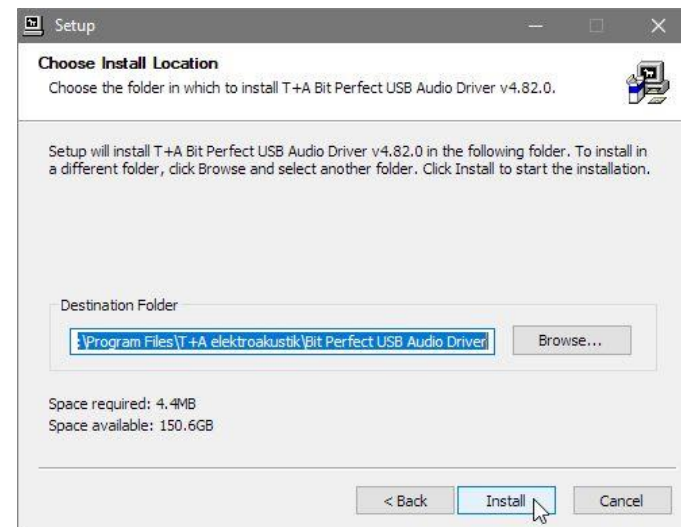 Setup
Choose Install Location
Choose the folder in which to install T+A Bit Perfect USB Audio Driver v4.82.0.
Setup will install T+A Bit Perfect USB Audio Driver v4.82.0 in the following folder. To install in
a different folder, click Browse and select another folder. Click Install to start the installation.
Destination Folder
:\Program Files\T+A elektroakustik\Bit Perfect USB Audio Driver
Browse...
Space required: 4.4MB
Space available: 150.6GB
< Back
Install
Cancel